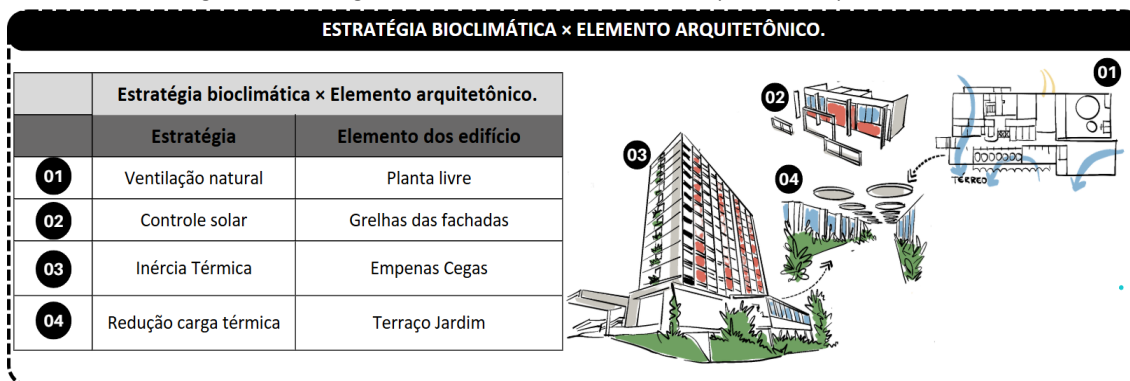 ESTRATÉGIA BIOCLIMÁTICA × ELEMENTO ARQUITETÔNICO.
Estratégia bioclimática × Elemento arquitetônico.
Estratégia Elemento dos edifício
01 Ventilação natural Planta livre
02 Controle solar Grelhas das fachadas
03 Inércia Térmica Empenas Cegas
04 Redução carga térmica Terraço Jardim
01
02
03
04
TÉRREO